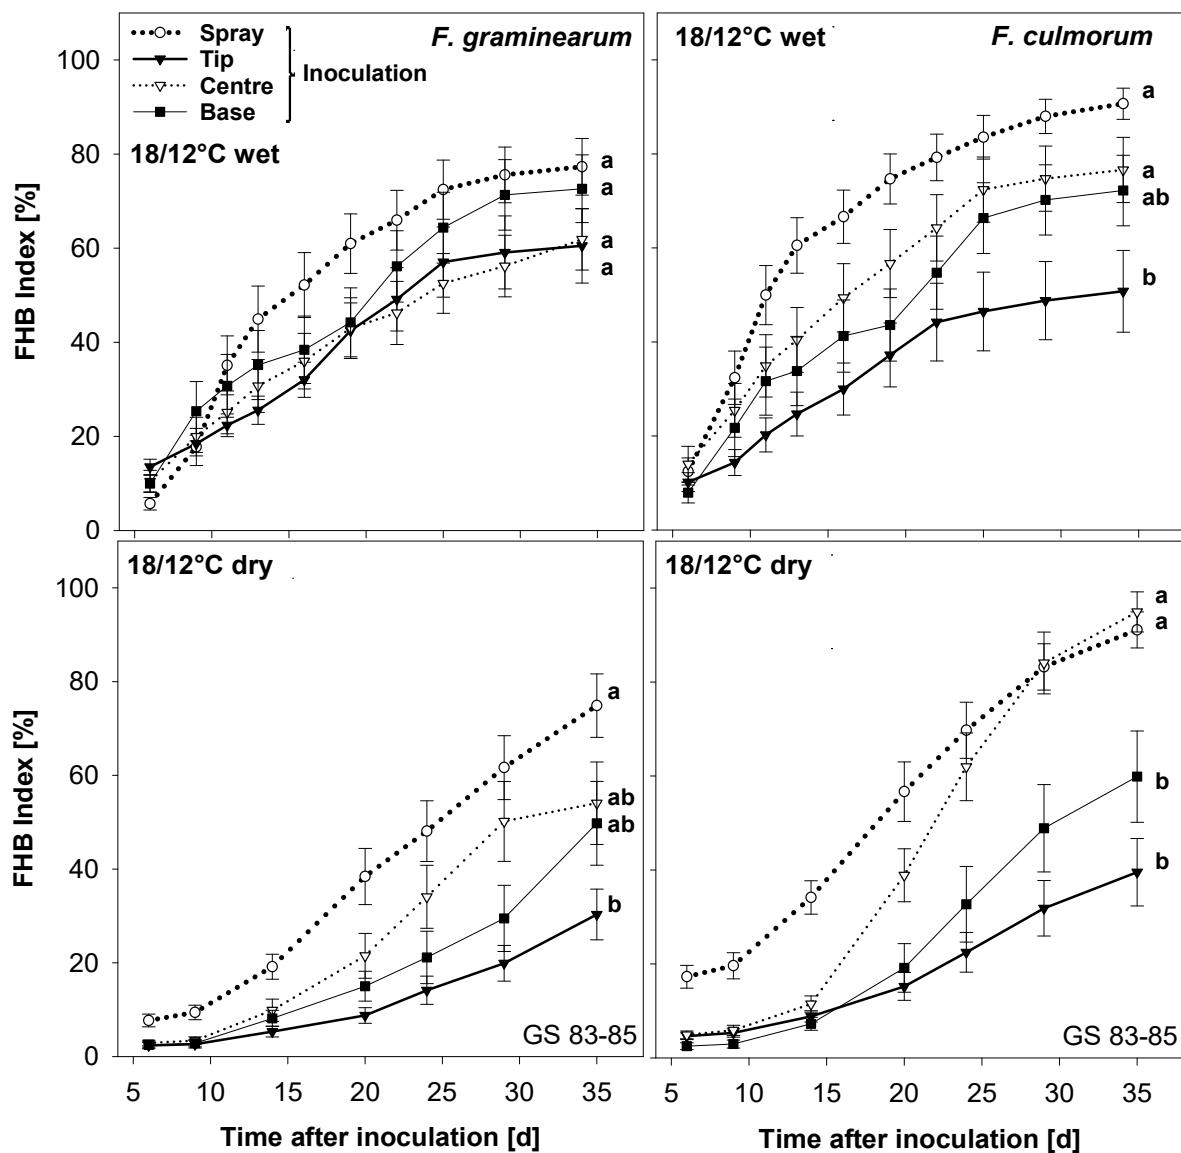 Spray
Tip
Centre
Base
Inoculation
F. graminearum
18/12°C wet
a
a
a
a
18/12°C wet
F. culmorum
a
a
ab
b
100
80
60
40
20
0
FHB Index [%]
18/12°C dry
a
ab
ab
b
GS 83-85
18/12°C dry
a
a
b
b
GS 83-85
100
80
60
40
20
0
FHB Index [%]
5 10 15 20 25 30 35
5 10 15 20 25 30 35
Time after inoculation [d]
Time after inoculation [d]